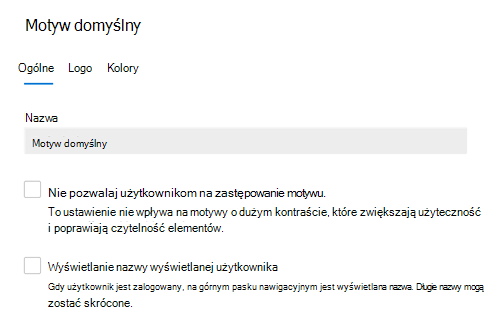 Motyw domyślny
Ogólne Logo Kolory
Nazwa
Motyw domyślny
Nie pozwalaj użytkownikom na zastępowanie motywu.
To ustawienie nie wpływa na motywy o dużym kontraście, które zwiększają użyteczność
i poprawiają czytelność elementów.
Wyświetlanie nazwy wyświetlanej użytkownika
Gdy użytkownik jest zalogowany, na górnym pasku nawigacyjnym jest wyświetlana nazwa. Długie nazwy mogą
zostać skrócone.